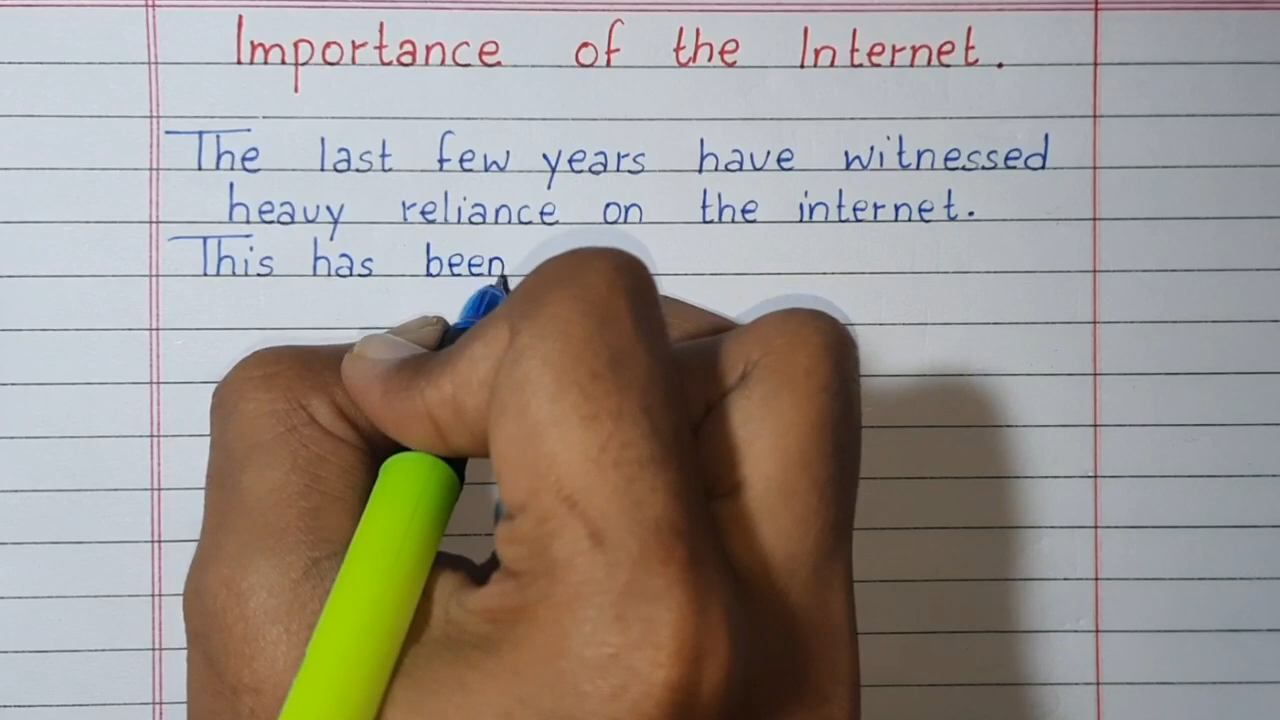 Importance of the Internet.
The last few years have witnessed
heavy reliance on the internet.
This has been